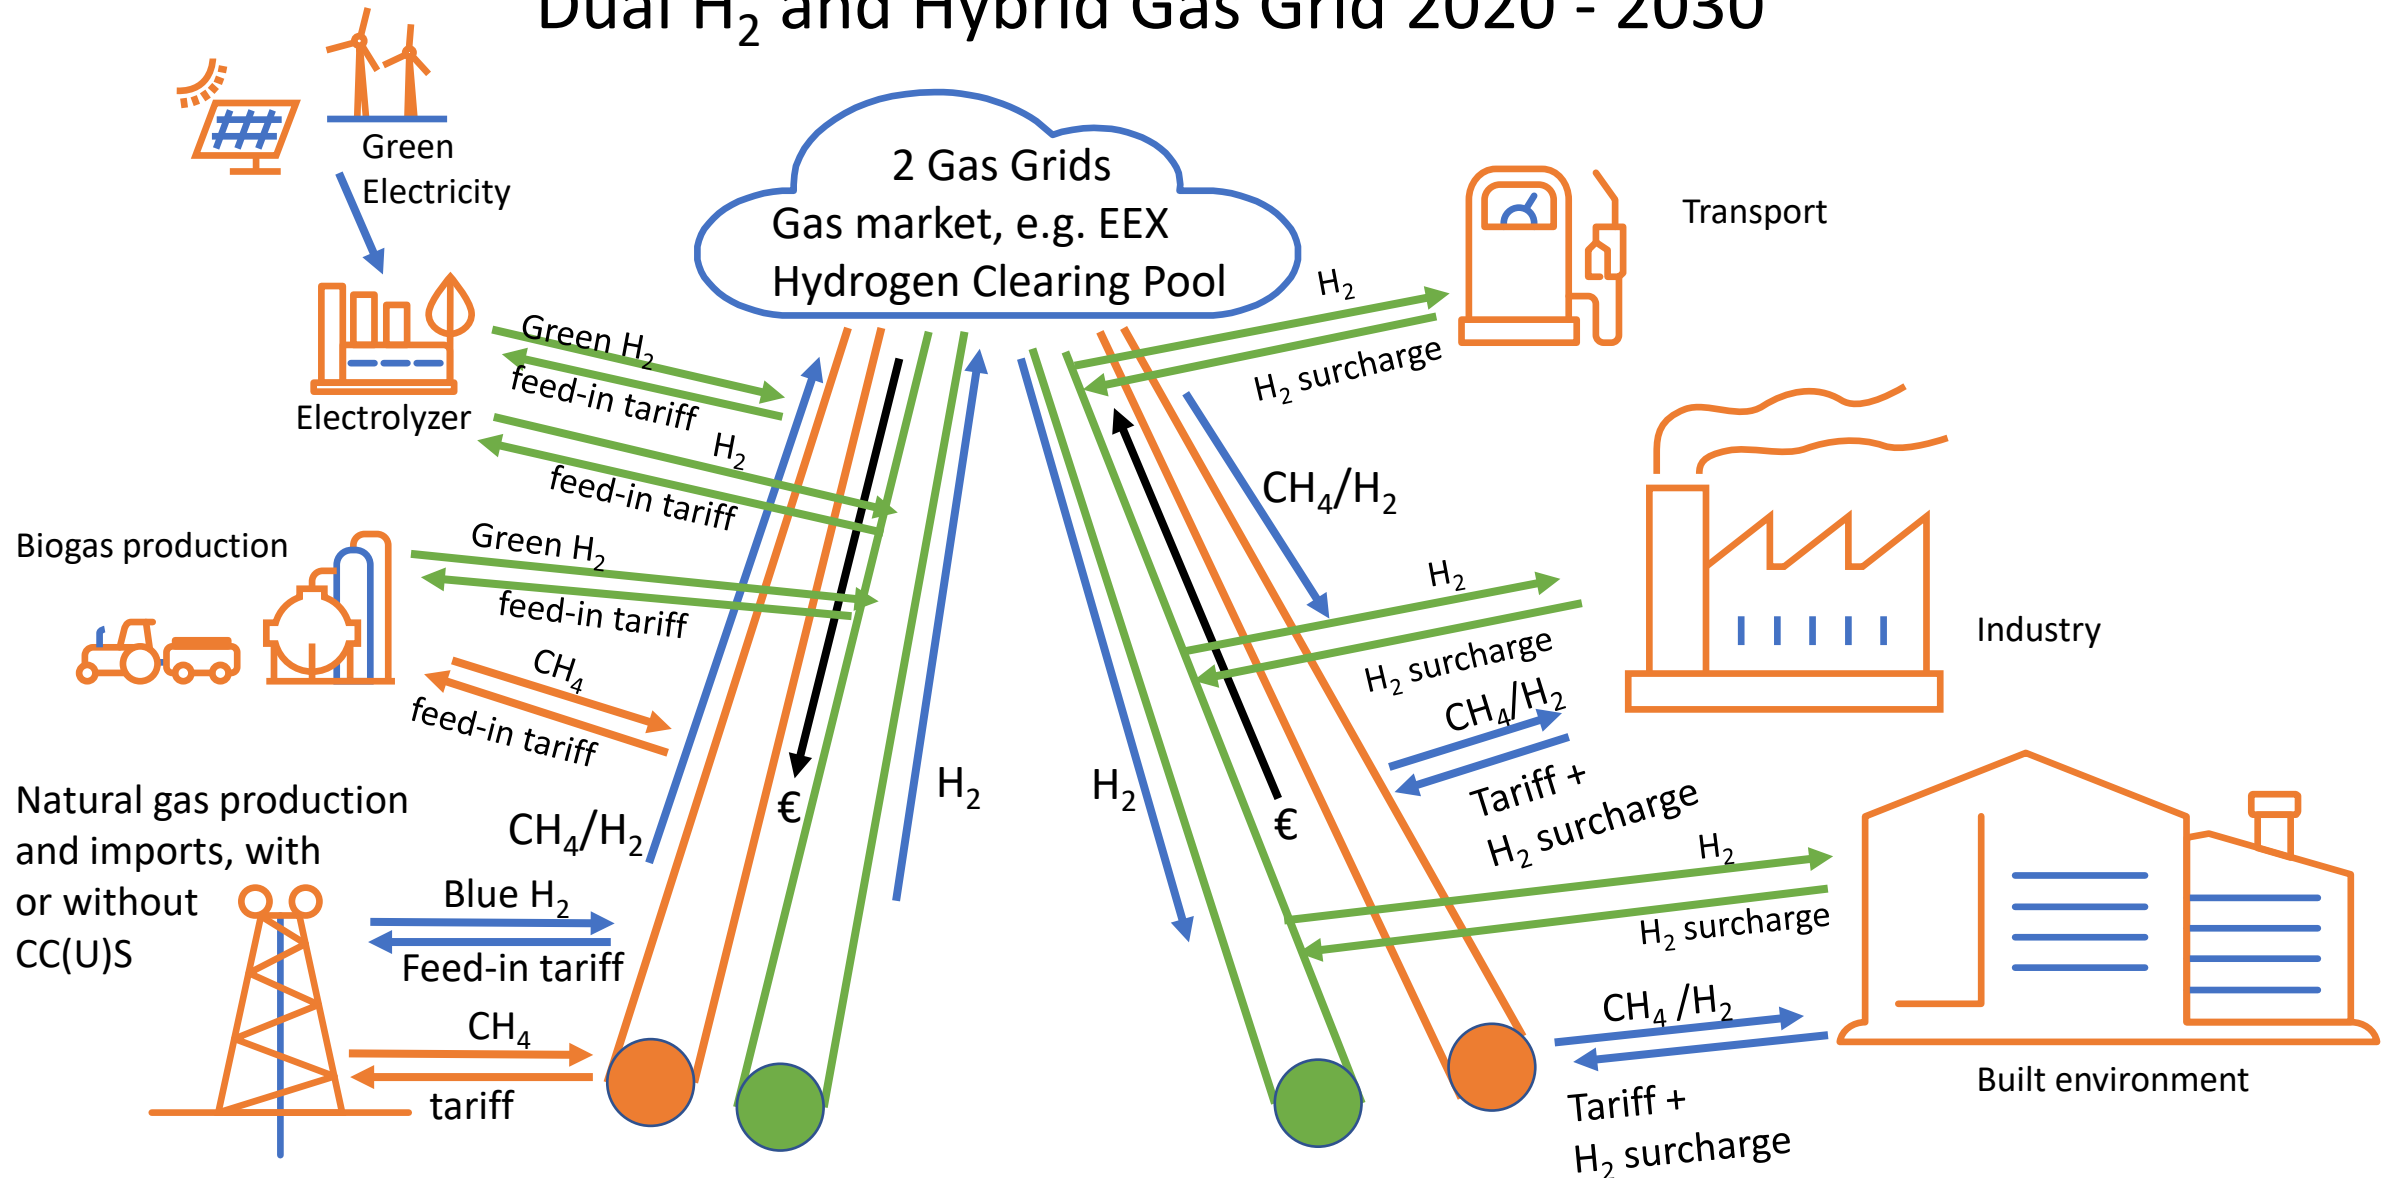 Dual H₂ and Hybrid Gas Grid 2020 - 2030
Green
Electricity
2 Gas Grids
Gas market, e.g. EEX
Hydrogen Clearing Pool
Transport
H₂
H₂ surcharge
Green H₂
feed-in tariff
Electrolyzer
H₂
feed-in tariff
CH₄/H₂
Biogas production
Green H₂
feed-in tariff
H₂
H₂ surcharge
Industry
CH₄
feed-in tariff
CH₄/H₂
Tariff +
H₂ surcharge
Natural gas production
and imports, with
or without
CC(U)S
CH₄/H₂
€
H₂
H₂
€
H₂
H₂ surcharge
Blue H₂
Feed-in tariff
CH₄
tariff
CH₄ /H₂
Tariff +
H₂ surcharge
Built environment